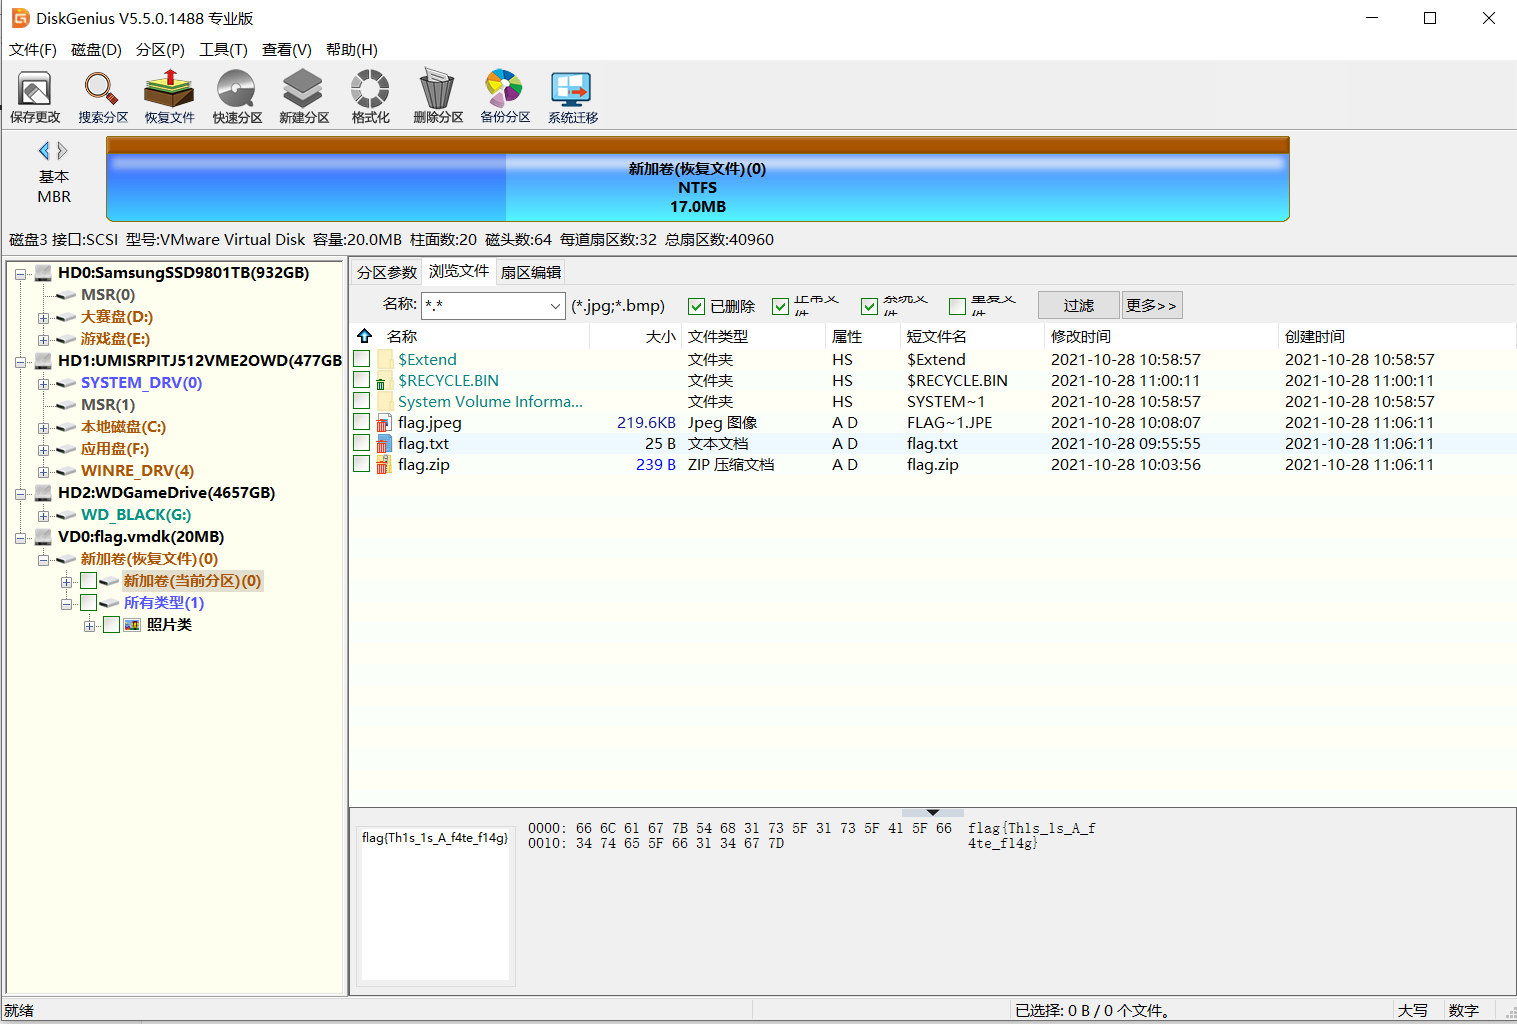 DiskGenius V5.5.0.1488 专业版
文件(F) 磁盘(D) 分区(P) 工具(T) 查看(V) 帮助(H)
保存更改 搜索分区 恢复文件 快速分区 新建分区 格式化 删除分区 备份分区 系统迁移
基本
MBR
新加卷(恢复文件)(0)
NTFS
17.0MB
磁盘3 接口:SCSI 型号:VMware Virtual Disk 容量:20.0MB 柱面数:20 磁头数:64 每道扇区数:32 总扇区数:40960
HD0:SamsungSSD9801TB(932GB)
MSR(0)
大赛盘(D:)
游戏盘(E:)
HD1:UMISRPITJ512VME2OWD(477GB
SYSTEM_DRV(0)
MSR(1)
本地磁盘(C:)
应用盘(F:)
WINRE_DRV(4)
HD2:WDGameDrive(4657GB)
WD_BLACK(G:)
VD0:flag.vmdk(20MB)
新加卷(恢复文件)(0)
新加卷(当前分区)(0)
所有类型(1)
照片类
分区参数 浏览文件 扇区编辑
名称: *.* (*.jpg;*.bmp) 已删除 正常文件 系统文件 重复文件 过滤 更多>>
名称 大小 文件类型 属性 短文件名 修改时间 创建时间
$Extend 文件夹 HS $Extend 2021-10-28 10:58:57 2021-10-28 10:58:57
$RECYCLE.BIN 文件夹 HS $RECYCLE.BIN 2021-10-28 11:00:11 2021-10-28 11:00:11
System Volume Informa... 文件夹 HS SYSTEM~1 2021-10-28 10:58:57 2021-10-28 10:58:57
flag.jpeg 219.6KB Jpeg 图像 A D FLAG~1.JPE 2021-10-28 10:08:07 2021-10-28 11:06:11
flag.txt 25 B 文本文档 A D flag.txt 2021-10-28 09:55:55 2021-10-28 11:06:11
flag.zip 239 B ZIP 压缩文档 A D flag.zip 2021-10-28 10:03:56 2021-10-28 11:06:11
flag{Th1s_1s_A_f4te_f14g}
0000: 66 6C 61 67 7B 54 68 31 73 5F 31 73 5F 41 5F 66 flag{Th1s_1s_A_f
0010: 34 74 65 5F 66 31 34 67 7D 4te_f14g}
就绪
已选择: 0 B / 0 个文件。
大写 数字